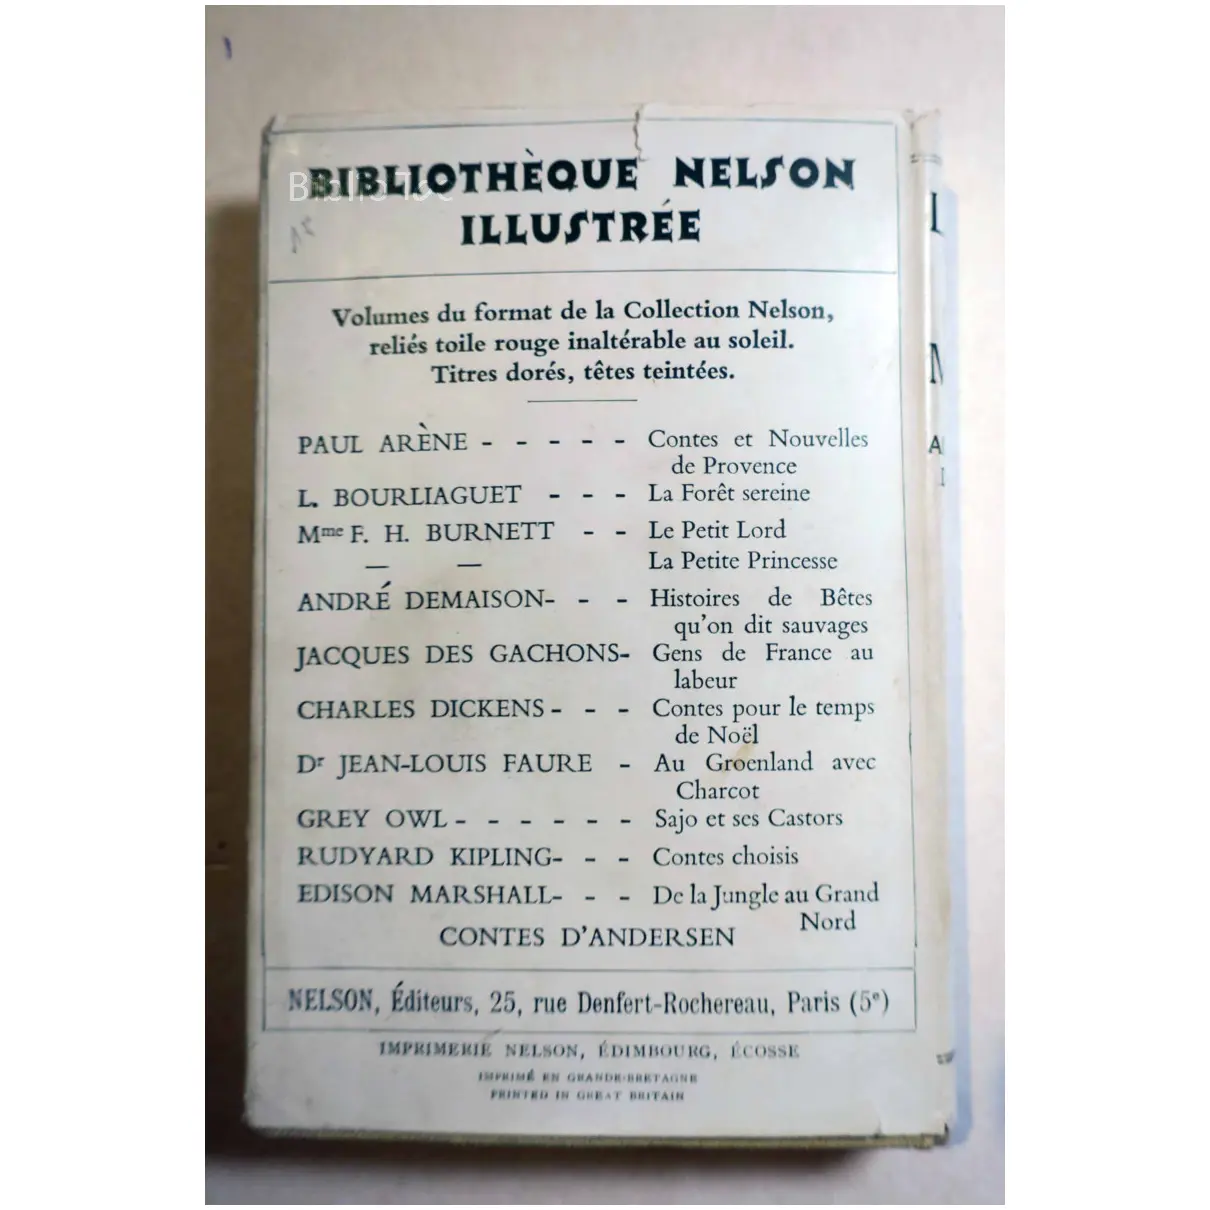 BIBLIOTHÈQUE NELSON
ILLUSTRÉE
Volumes du format de la Collection Nelson,
reliés toile rouge inaltérable au soleil.
Titres dorés, têtes teintées.
PAUL ARÈNE - - - - - Contes et Nouvelles
de Provence
L. BOURLIAGUET - - - La Forêt sereine
Mme F. H. BURNETT - - Le Petit Lord
— — La Petite Princesse
ANDRÉ DEMAISON- - - Histoires de Bêtes
qu'on dit sauvages
JACQUES DES GACHONS- Gens de France au
labeur
CHARLES DICKENS - - - Contes pour le temps
de Noël
Dr JEAN-LOUIS FAURE - Au Groenland avec
Charcot
GREY OWL - - - - - - Sajo et ses Castors
RUDYARD KIPLING- - - Contes choisis
EDISON MARSHALL- - - De la Jungle au Grand
Nord
CONTES D'ANDERSEN
NELSON, Éditeurs, 25, rue Denfert-Rochereau, Paris (5e)
IMPRIMERIE NELSON, ÉDIMBOURG, ÉCOSSE
IMPRIMÉ EN GRANDE-BRETAGNE
PRINTED IN GREAT BRITAIN